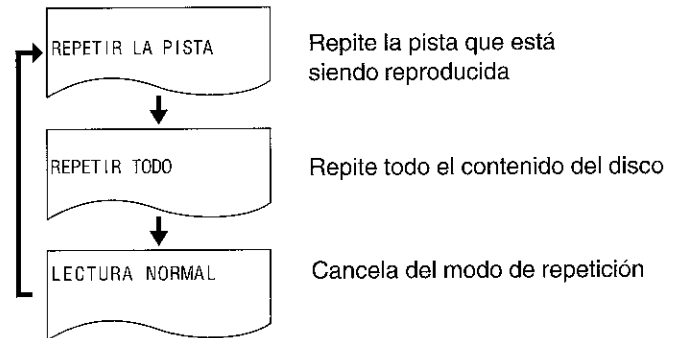 REPETIR LA PISTA
Repite la pista que está
siendo reproducida
REPETIR TODO
Repite todo el contenido del disco
LECTURA NORMAL
Cancela del modo de repetición